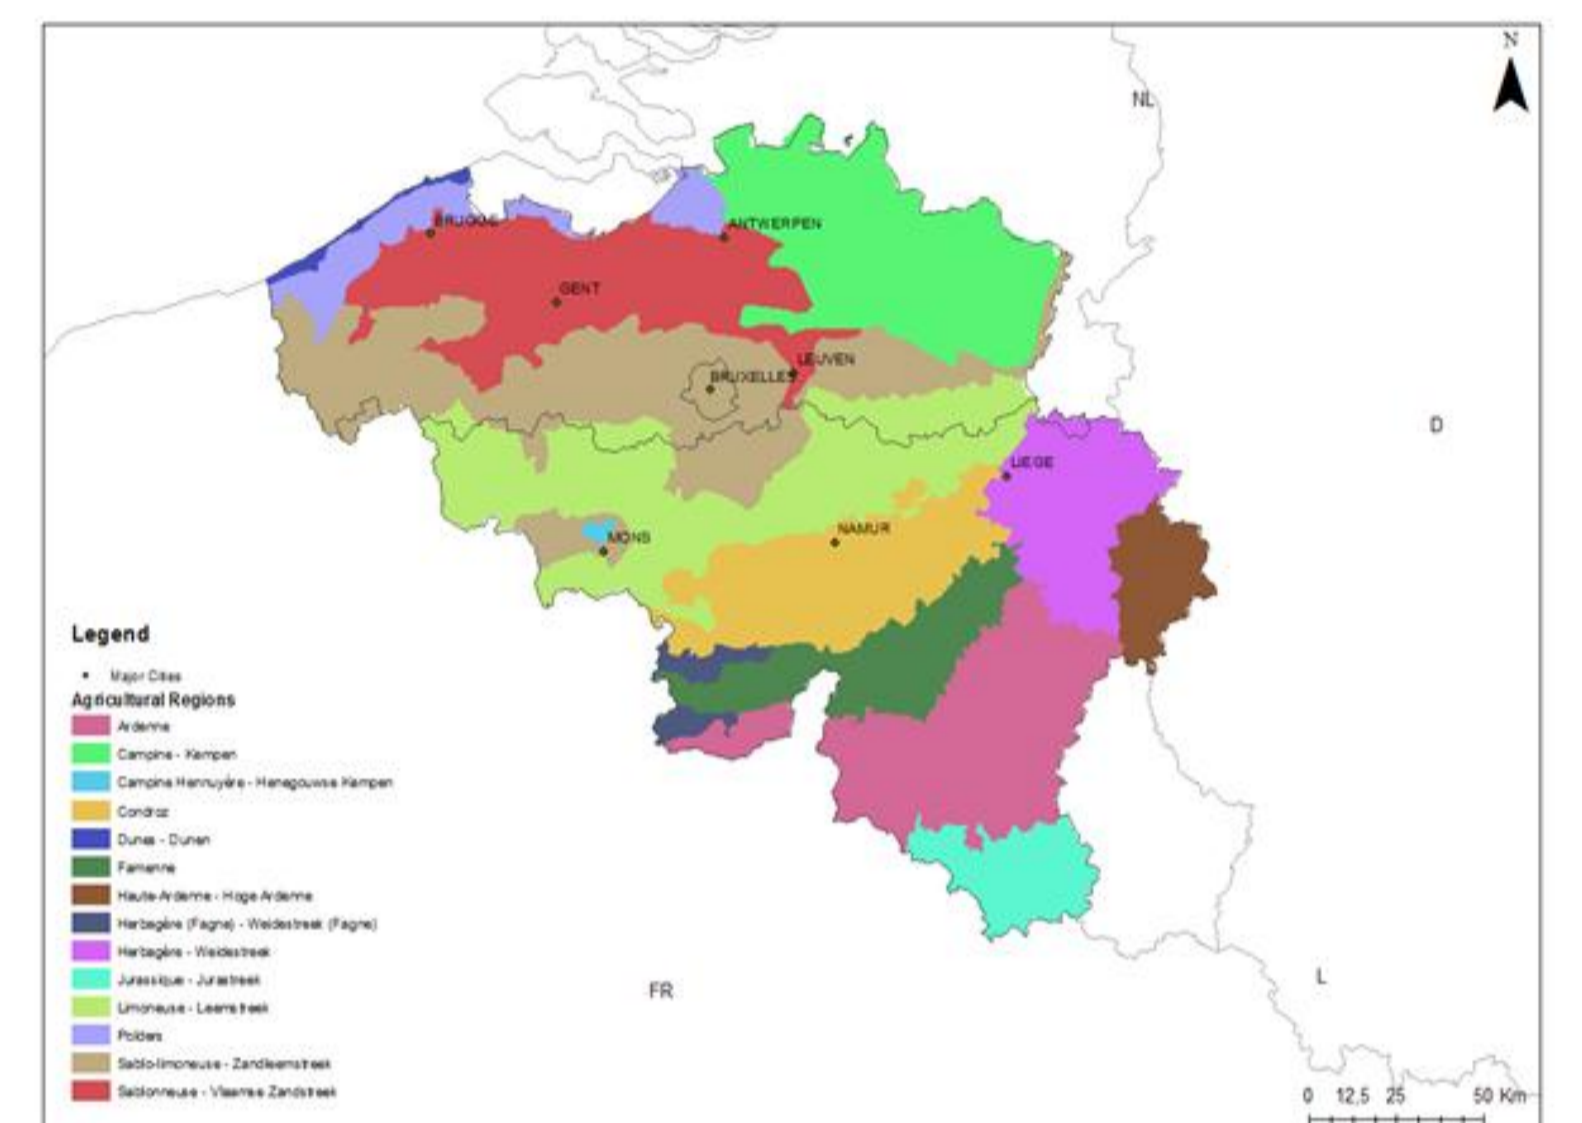 N
NL
BRUGGE
ANTWERPEN
GENT
LEUVEN
BRUXELLES
D
LIEGE
NAMUR
MONS
Legend
Major Cities
Agricultural Regions
Ardenne
Campine - Kempen
Campine Hennuyère - Henegouwse Kempen
Condroz
Dunes - Dunen
Famenne
Haute-Ardenne - Hoge Ardenne
Herbagère (Fagne) - Weidestreek (Fagne)
Herbagère - Weidestreek
Jurassique - Jurastreek
Limoneuse - Leemstreek
Polders
Sablo-limoneuse - Zandleemstreek
Sablonneuse - Vlaamse Zandstreek
FR
L
0 12,5 25 50 Km